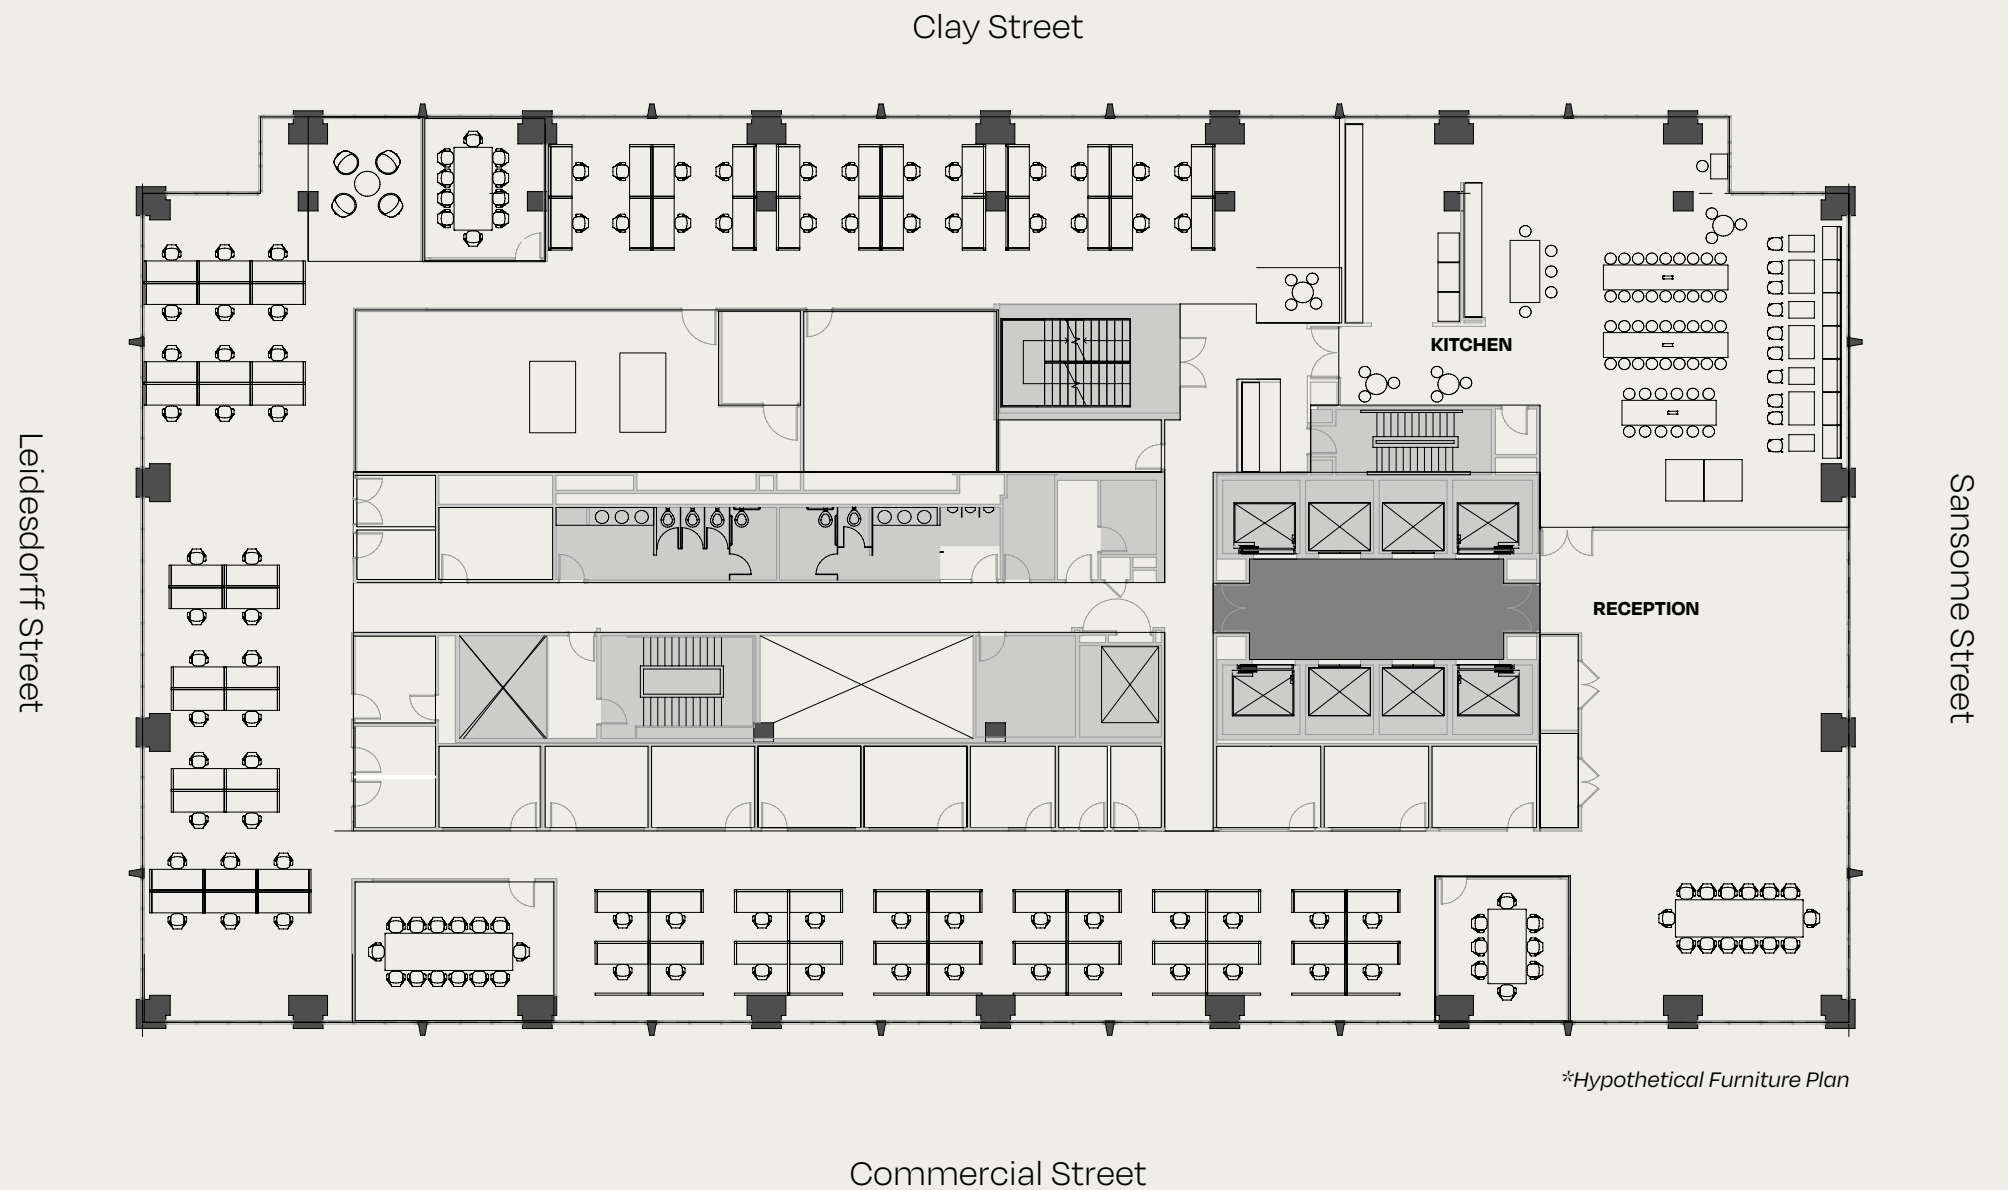 Clay Street
KITCHEN
Leidesdorff Street
Sansome Street
RECEPTION
*Hypothetical Furniture Plan
Commercial Street